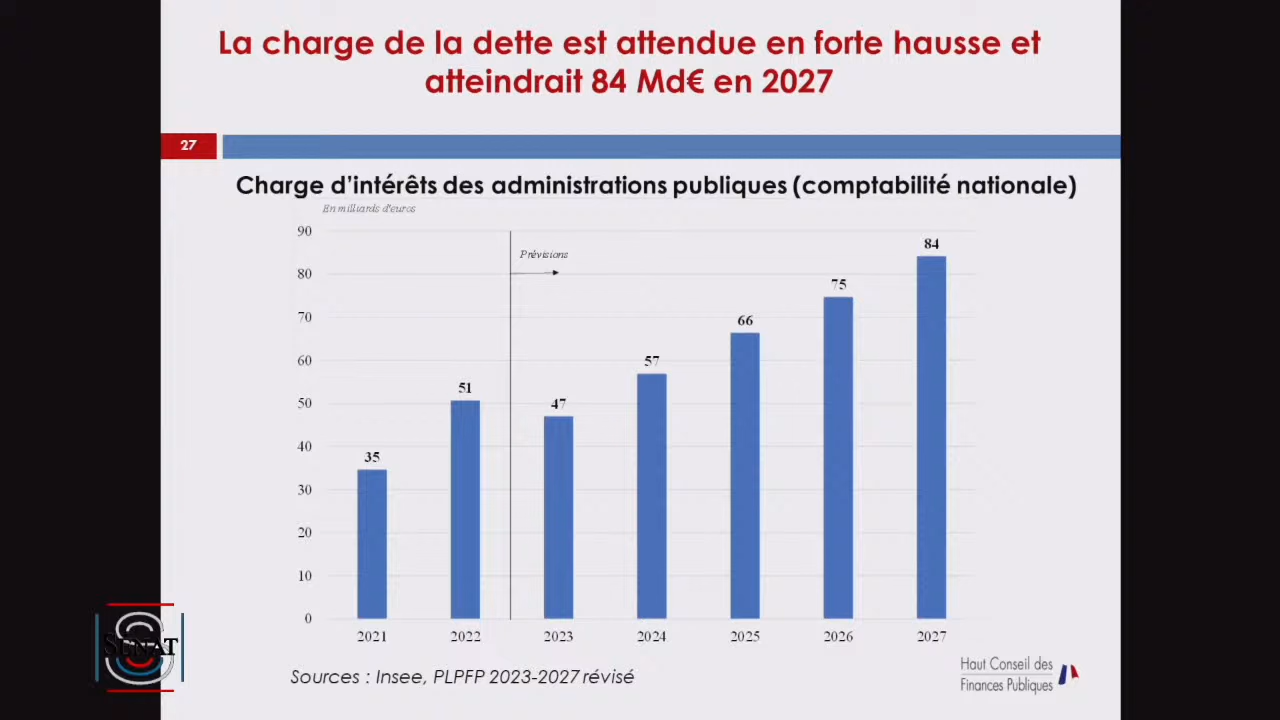 La charge de la dette est attendue en forte hausse et
atteindrait 84 Md€ en 2027
27
Charge d’intérêts des administrations publiques (comptabilité nationale)
En milliards d'euros
90
80
70
60
50
40
30
20
10
0
Prévisions
35
51
47
57
66
75
84
2021
2022
2023
2024
2025
2026
2027
Sources : Insee, PLPFP 2023-2027 révisé
Haut Conseil des
Finances Publiques
SÉNAT